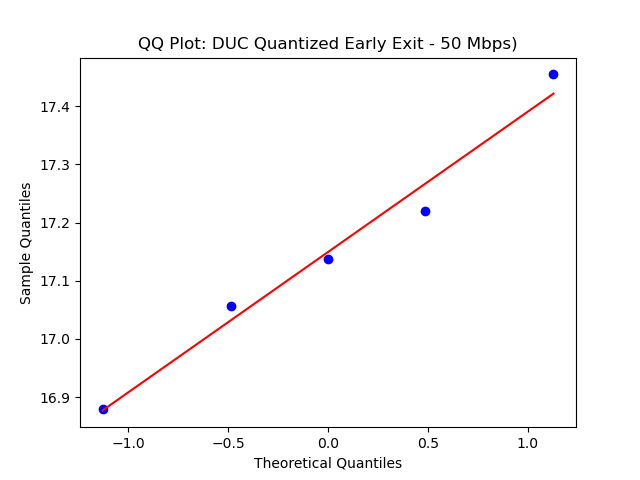 QQ Plot: DUC Quantized Early Exit - 50 Mbps)
17.4
17.3
17.2
17.1
17.0
16.9
Sample Quantiles
−1.0 −0.5 0.0 0.5 1.0
Theoretical Quantiles